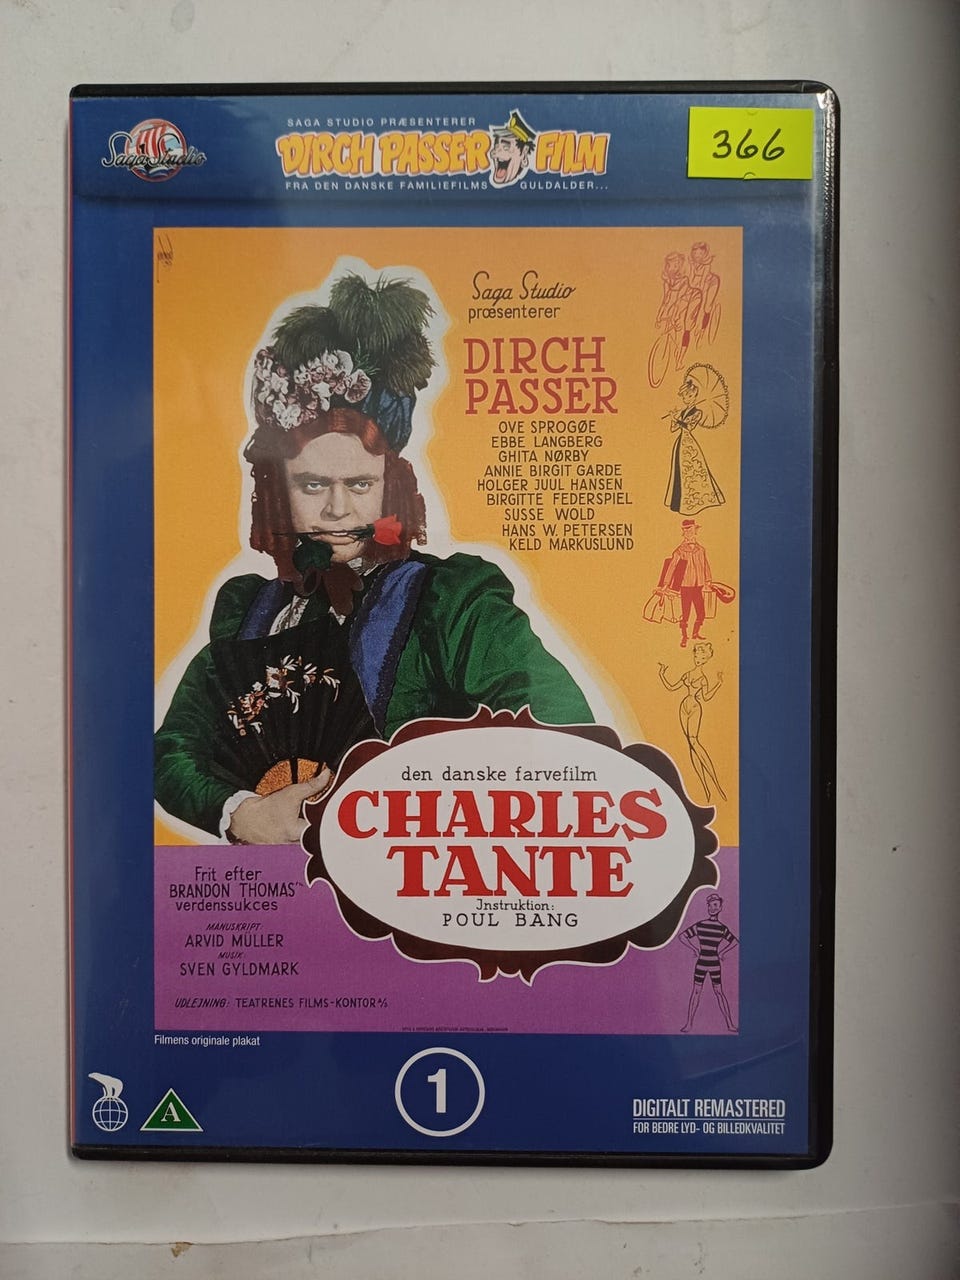 SAGA STUDIO PRÆSENTERER
Saga Studio
DIRCH PASSER FILM
366
FRA DEN DANSKE FAMILIEFILMS GULDALDER...
Saga Studio
præsenterer
DIRCH
PASSER
OVE SPROGØE
EBBE LANGBERG
GHITA NØRBY
ANNIE BIRGIT GARDE
HOLGER JUUL HANSEN
BIRGITTE FEDERSPIEL
SUSSE WOLD
HANS W. PETERSEN
KELD MARKUSLUND
den danske farvefilm
CHARLES
TANTE
Instruktion:
POUL BANG
Frit efter
BRANDON THOMAS'
verdenssukces
MANUSKRIPT:
ARVID MÜLLER
MUSIK:
SVEN GYLDMARK
UDLEJNING: TEATRENES FILMS-KONTOR A/S
Filmens originale plakat
1
A
DIGITALT REMASTERED
FOR BEDRE LYD- OG BILLEDKVALITET